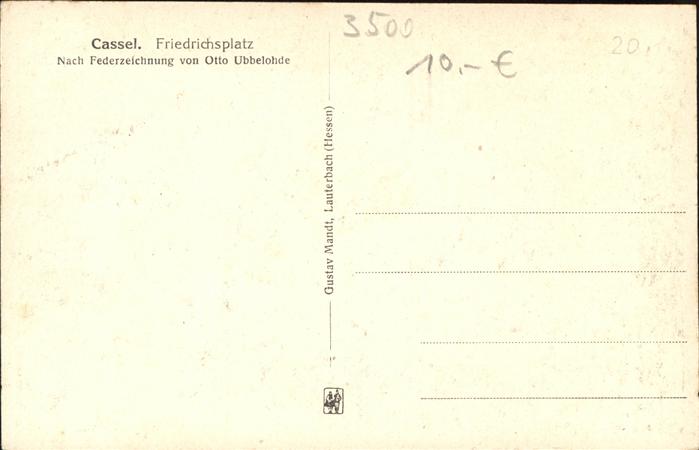 Cassel. Friedrichsplatz
Nach Federzeichnung von Otto Ubbelohde
3500
10,- €
20.
Gustav Mandt, Lauterbach (Hessen)